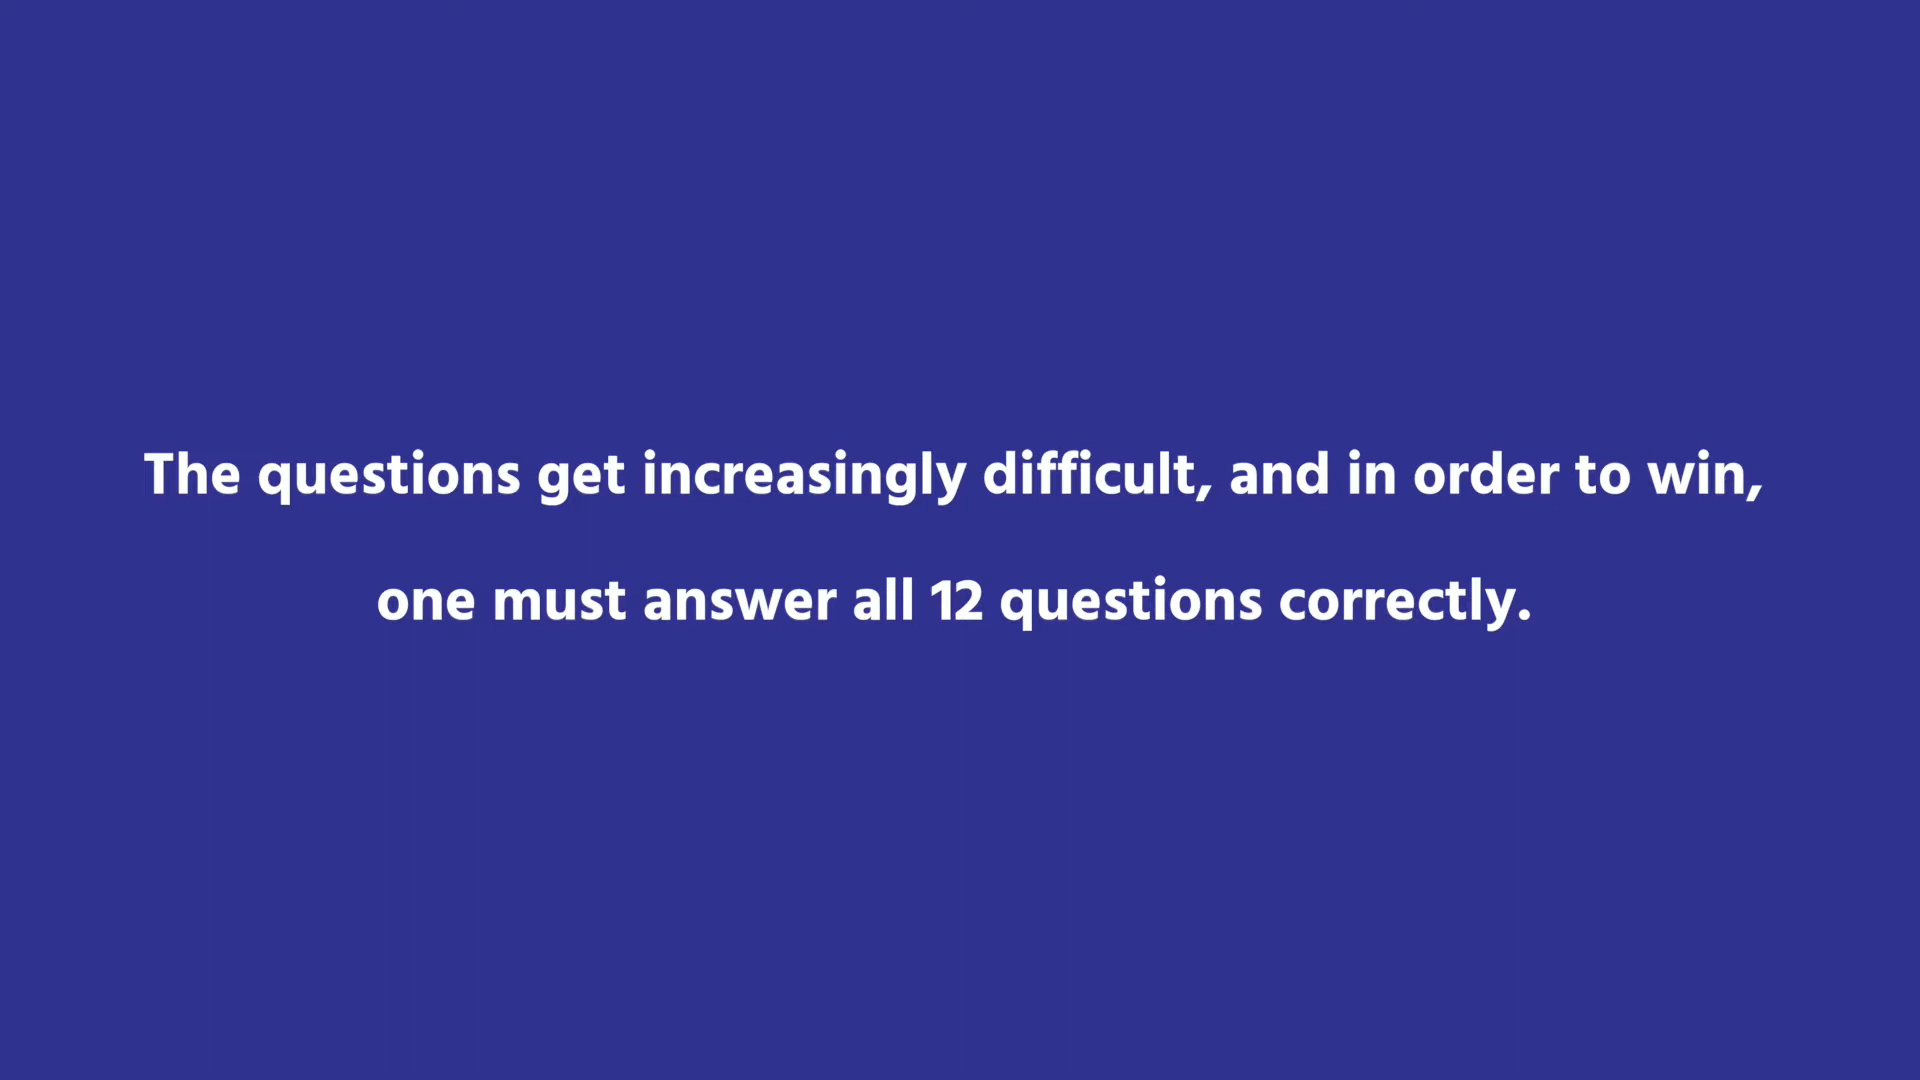 The questions get increasingly difficult, and in order to win,
one must answer all 12 questions correctly.